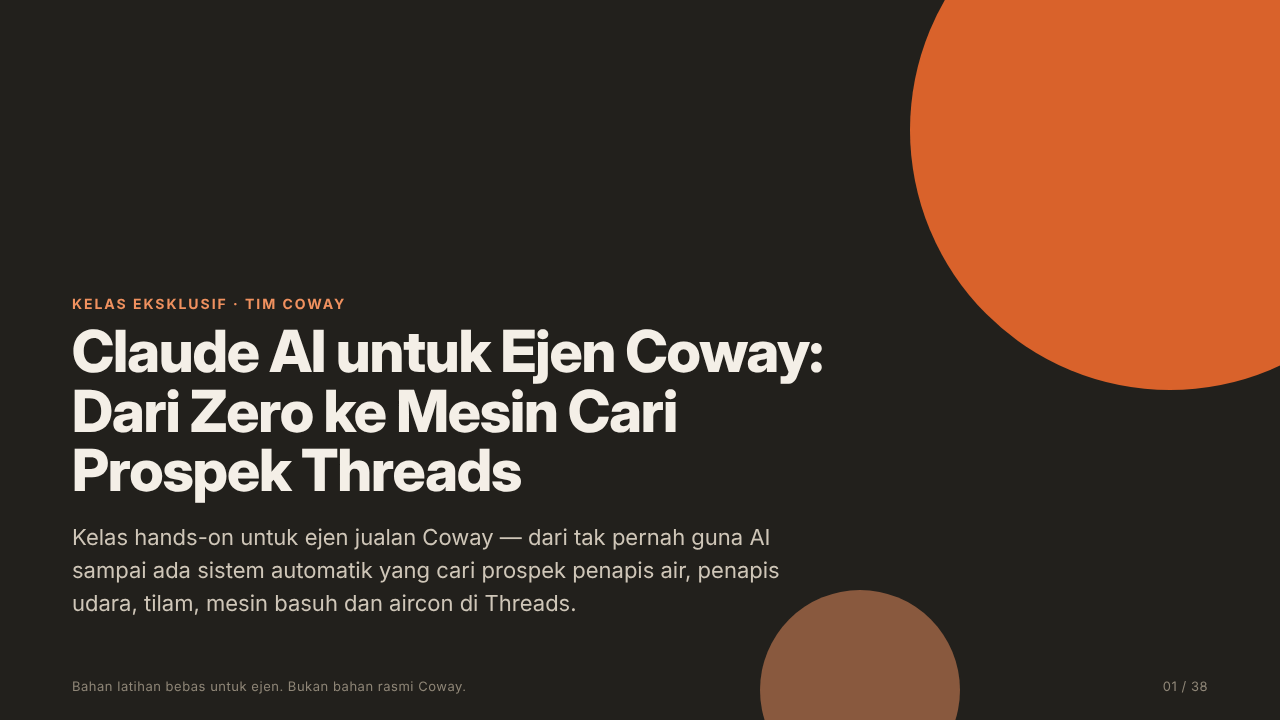 KELAS EKSKLUSIF · TIM COWAY
Claude AI untuk Ejen Coway:
Dari Zero ke Mesin Cari
Prospek Threads
Kelas hands-on untuk ejen jualan Coway — dari tak pernah guna AI
sampai ada sistem automatik yang cari prospek penapis air, penapis
udara, tilam, mesin basuh dan aircon di Threads.
Bahan latihan bebas untuk ejen. Bukan bahan rasmi Coway.
01 / 38